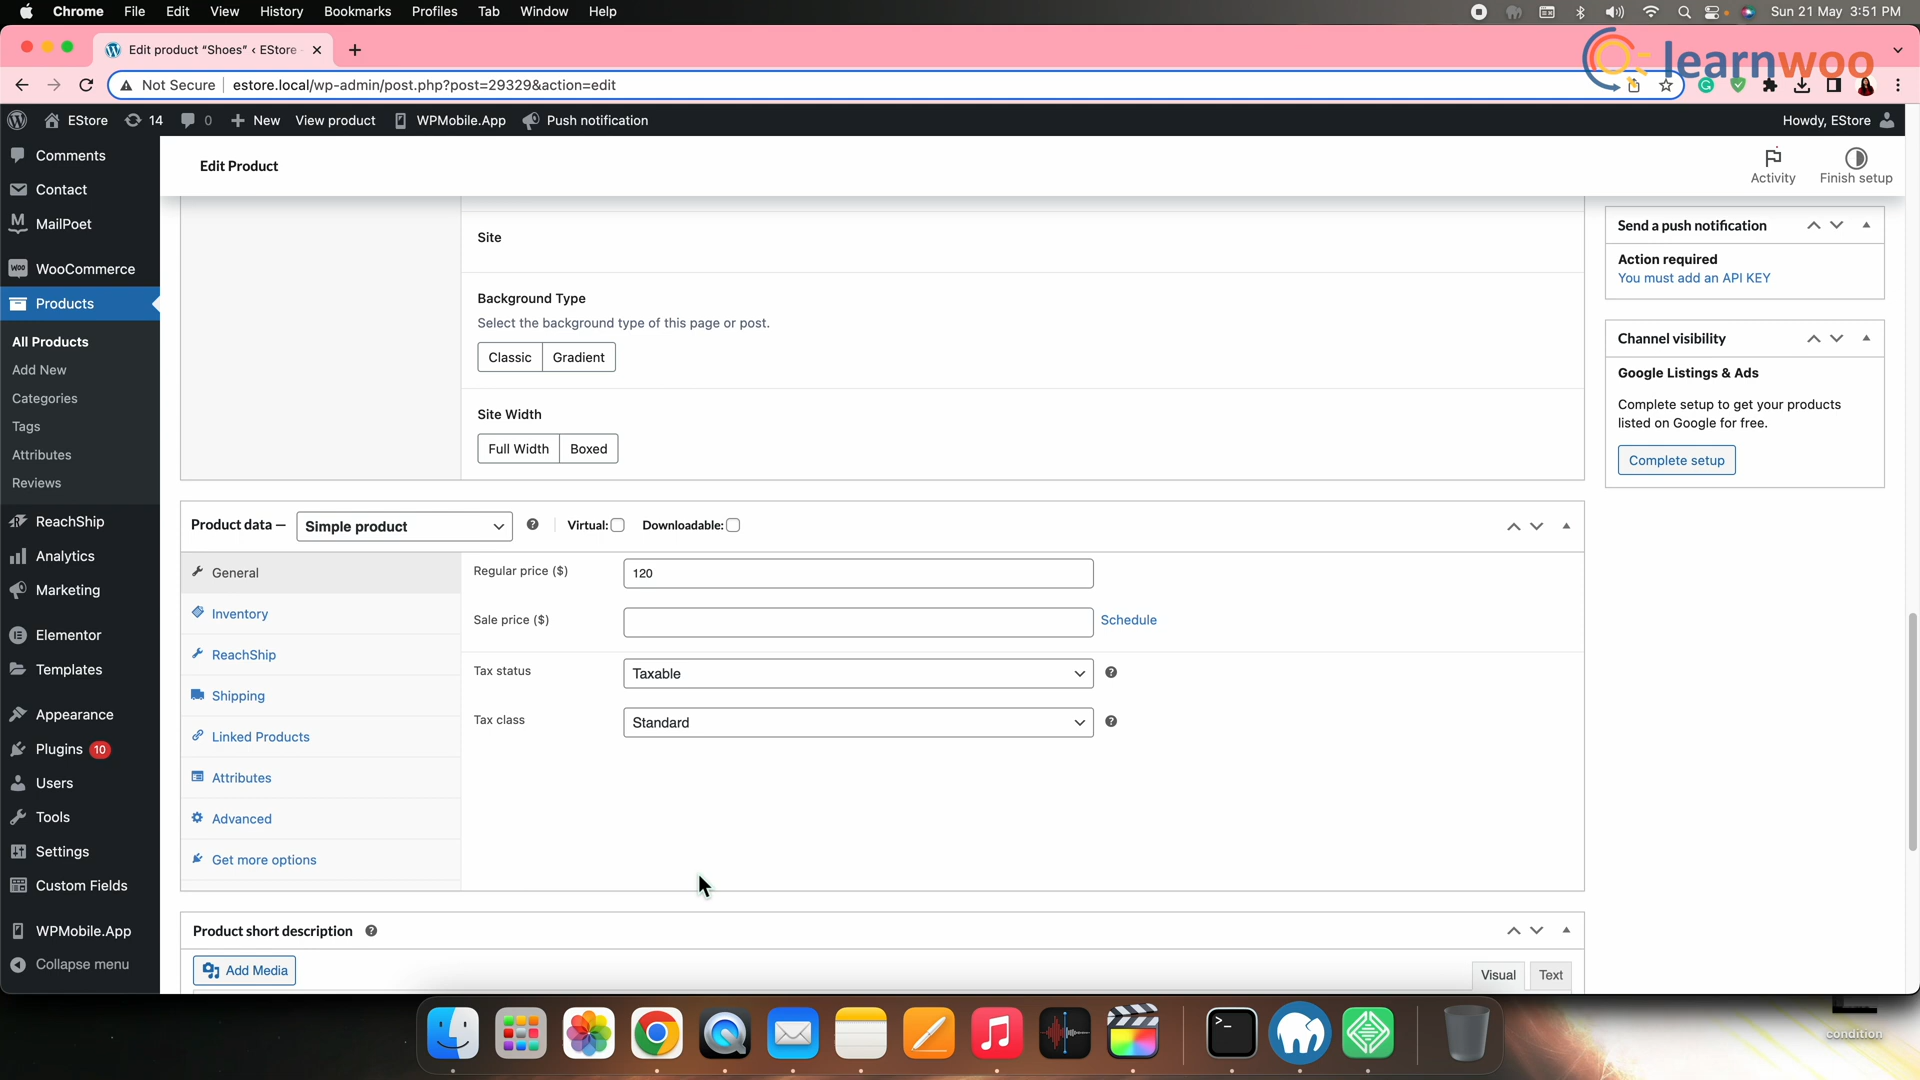 Chrome File Edit View History Bookmarks Profiles Tab Window Help
Sun 21 May 3:51 PM
Edit product “Shoes” ‹ EStore
learnwoo
Not Secure estore.local/wp-admin/post.php?post=29329&action=edit
EStore 14 0 New View product WPMobile.App Push notification
Howdy, EStore
Comments
Contact
MailPoet
WooCommerce
Products
All Products
Add New
Categories
Tags
Attributes
Reviews
ReachShip
Analytics
Marketing
Elementor
Templates
Appearance
Plugins 10
Users
Tools
Settings
Custom Fields
WPMobile.App
Collapse menu
Edit Product
Activity
Finish setup
Site
Background Type
Select the background type of this page or post.
Classic Gradient
Site Width
Full Width Boxed
Product data — Simple product Virtual: Downloadable:
General
Inventory
ReachShip
Shipping
Linked Products
Attributes
Advanced
Get more options
Regular price ($) 120
Sale price ($) Schedule
Tax status Taxable
Tax class Standard
Product short description
Add Media
Visual Text
Send a push notification
Action required
You must add an API KEY
Channel visibility
Google Listings & Ads
Complete setup to get your products
listed on Google for free.
Complete setup
condition